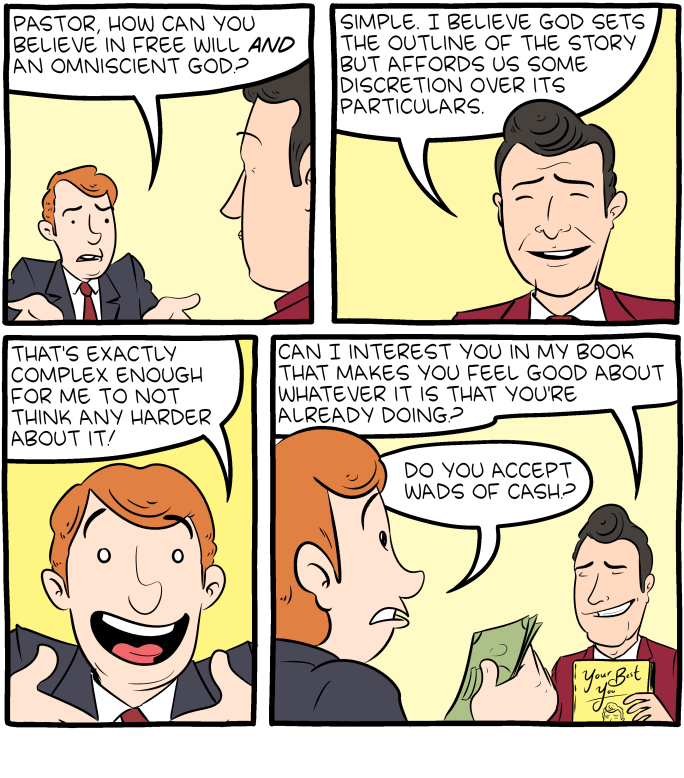 PASTOR, HOW CAN YOU
BELIEVE IN FREE WILL AND
AN OMNISCIENT GOD?
SIMPLE. I BELIEVE GOD SETS
THE OUTLINE OF THE STORY
BUT AFFORDS US SOME
DISCRETION OVER ITS
PARTICULARS.
THAT'S EXACTLY
COMPLEX ENOUGH
FOR ME TO NOT
THINK ANY HARDER
ABOUT IT!
CAN I INTEREST YOU IN MY BOOK
THAT MAKES YOU FEEL GOOD ABOUT
WHATEVER IT IS THAT YOU'RE
ALREADY DOING?
DO YOU ACCEPT
WADS OF CASH?
Your Best
You